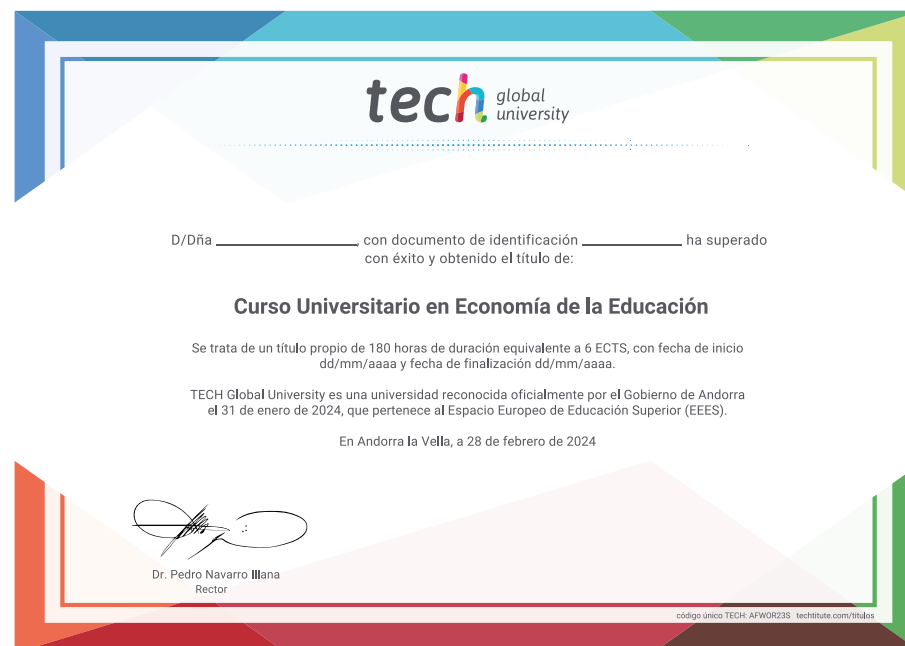 tech global university
D/Dña , con documento de identificación ha superado
con éxito y obtenido el título de:
Curso Universitario en Economía de la Educación
Se trata de un título propio de 180 horas de duración equivalente a 6 ECTS, con fecha de inicio
dd/mm/aaaa y fecha de finalización dd/mm/aaaa.
TECH Global University es una universidad reconocida oficialmente por el Gobierno de Andorra
el 31 de enero de 2024, que pertenece al Espacio Europeo de Educación Superior (EEES).
En Andorra la Vella, a 28 de febrero de 2024
Dr. Pedro Navarro Illana
Rector
código único TECH: AFWOR23S techtitute.com/titulos